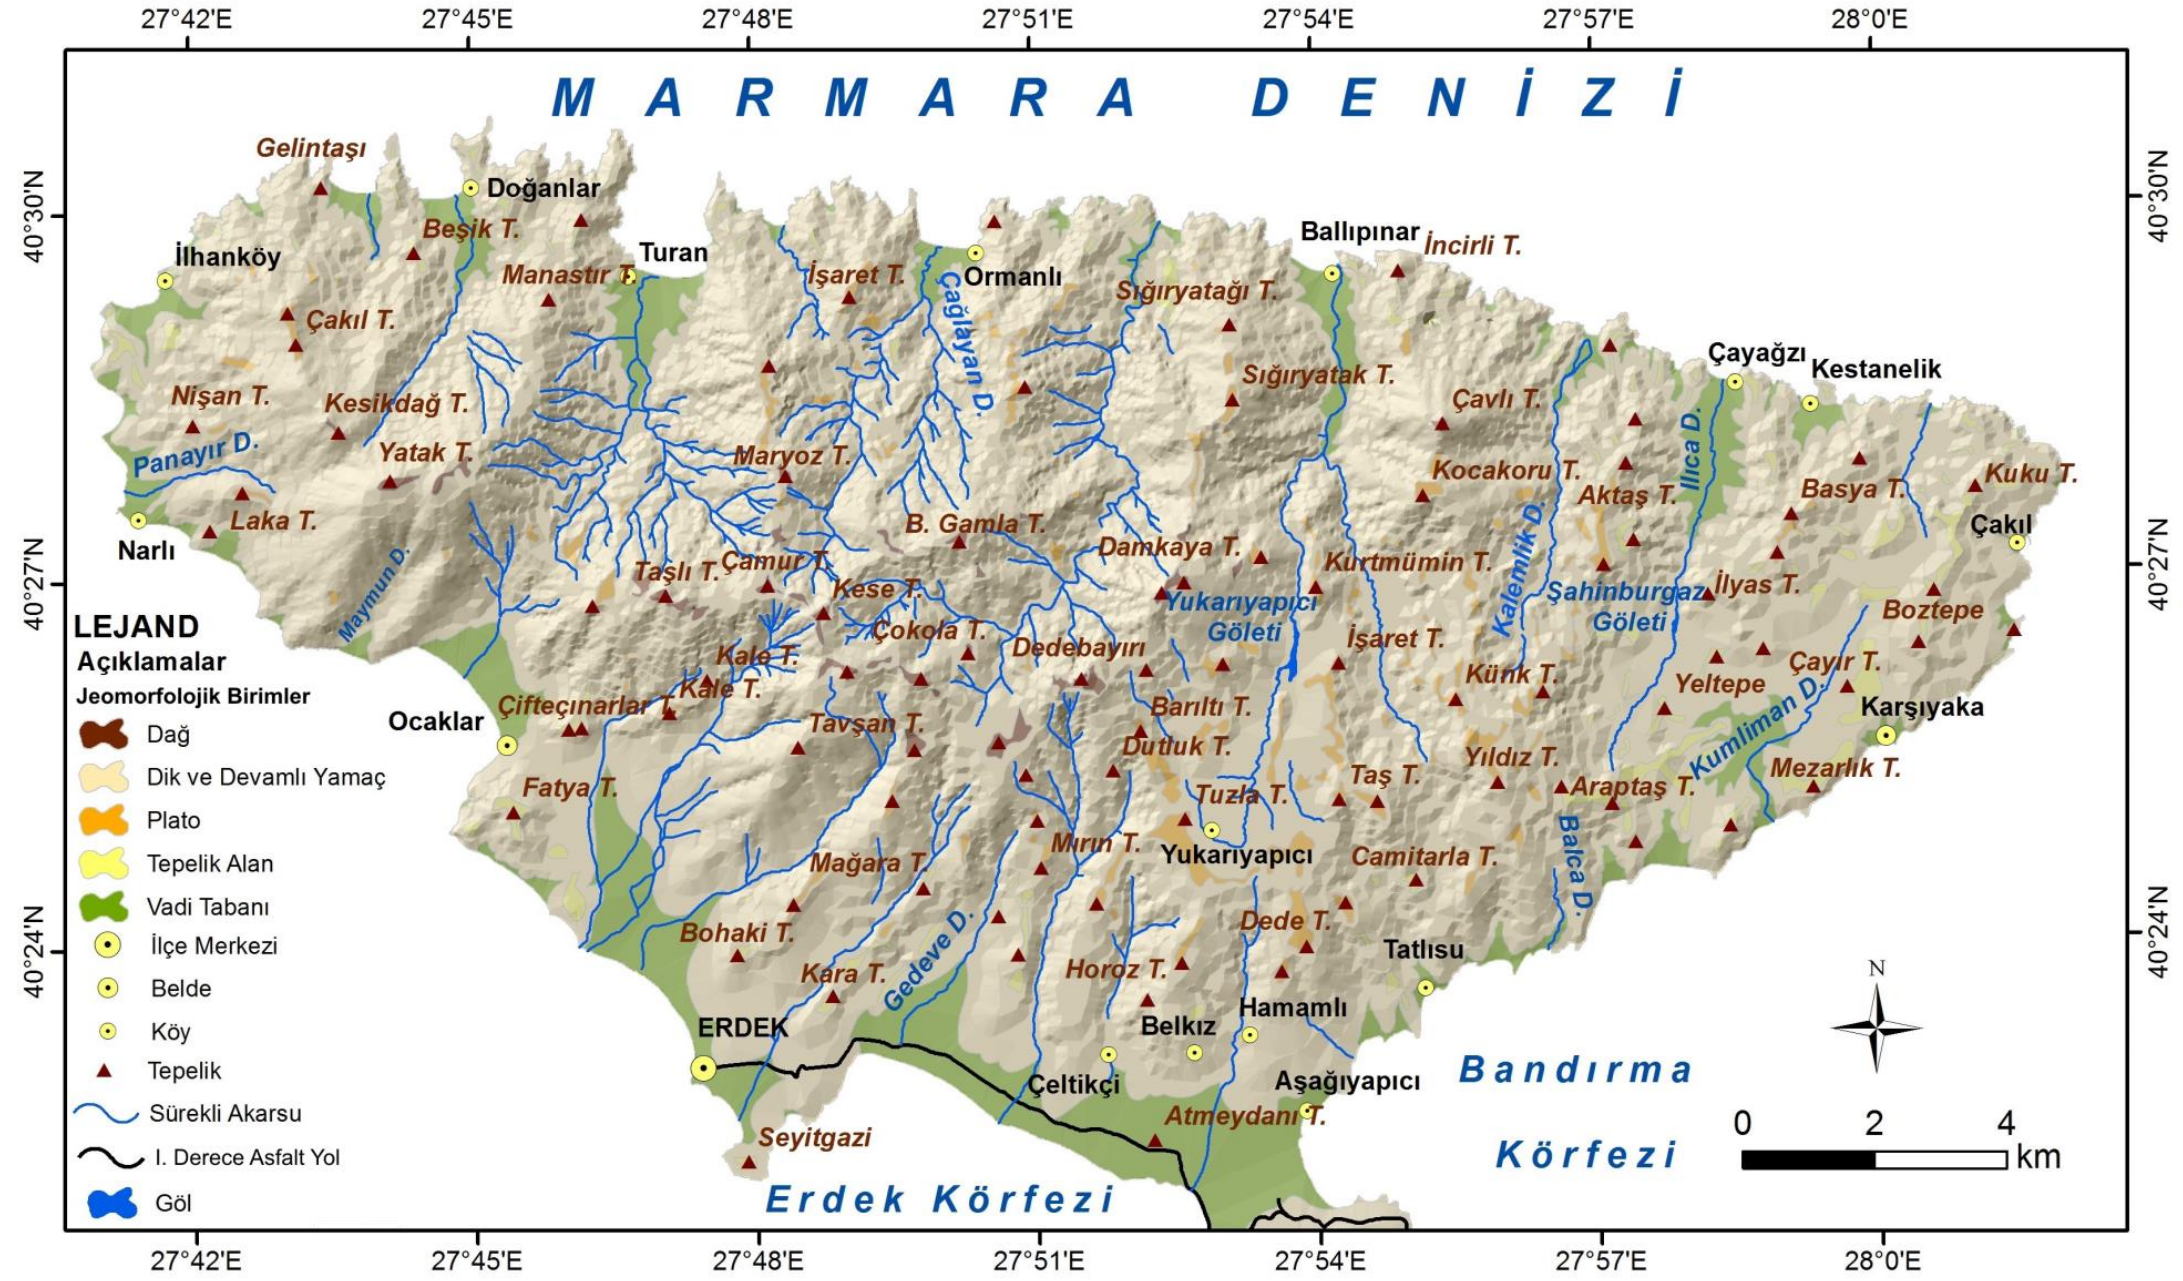 27°42'E 27°45'E 27°48'E 27°51'E 27°54'E 27°57'E 28°0'E
MARMARA DENİZİ
Gelintaşı
40°30'N
40°30'N
Doğanlar
Beşik T.
Ballıpınar
İncirli T.
İlhanköy
Turan
Manastır T.
İşaret T.
Ormanlı
Sığıryatağı T.
Çağlayan D.
Çakıl T.
Çayağzı
Kestanelik
Sığıryatak T.
Nişan T.
Kesikdağ T.
Çavlı T.
Ilıca D.
Panayır D.
Yatak T.
Maryoz T.
Kocakoru T.
Aktaş T.
Basya T.
Kuku T.
Laka T.
B. Gamla T.
Çakıl
Narlı
Damkaya T.
Kalemlik D.
40°27'N
40°27'N
Maymun D.
Taşlı T.
Çamur T.
Kurtmümin T.
Kese T.
Yukarıyapıcı
Göleti
Şahinburgaz
Göleti
İlyas T.
Boztepe
Çokola T.
Dedebayırı
İşaret T.
Kale T.
Künk T.
Çayır T.
Yeltepe
Kale T.
Çifteçınarlar T.
Barıltı T.
Karşıyaka
Ocaklar
Tavşan T.
Kumliman D.
Dutluk T.
Yıldız T.
Taş T.
Mezarlık T.
Fatya T.
Tuzla T.
Araptaş T.
Mırın T.
Yukarıyapıcı
Camitarla T.
Balca D.
Mağara T.
Bohaki T.
Gedeve D.
Dede T.
40°24'N
40°24'N
Tatlısu
Kara T.
Horoz T.
Hamamlı
ERDEK
Belkız
Çeltikçi
Aşağıyapıcı
Atmeydanı T.
Seyitgazi
Bandırma
Körfezi
Erdek Körfezi
N
0 2 4
km
LEJAND
Açıklamalar
Jeomorfolojik Birimler
Dağ
Dik ve Devamlı Yamaç
Plato
Tepelik Alan
Vadi Tabanı
İlçe Merkezi
Belde
Köy
Tepelik
Sürekli Akarsu
I. Derece Asfalt Yol
Göl
27°42'E 27°45'E 27°48'E 27°51'E 27°54'E 27°57'E 28°0'E